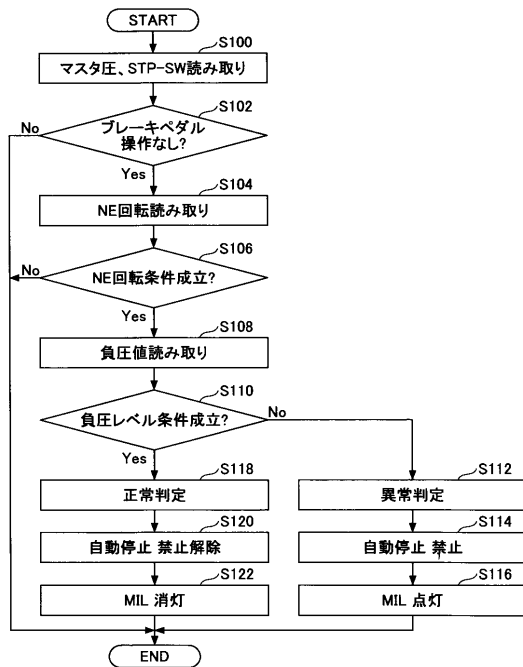 START
S100
マスタ圧、STP-SW読み取り
S102
ブレーキペダル
操作なし?
No
Yes
S104
NE回転読み取り
S106
NE回転条件成立?
No
Yes
S108
負圧値読み取り
S110
負圧レベル条件成立?
No
Yes
S118
正常判定
S112
異常判定
S120
自動停止 禁止解除
S114
自動停止 禁止
S122
MIL 消灯
S116
MIL 点灯
END